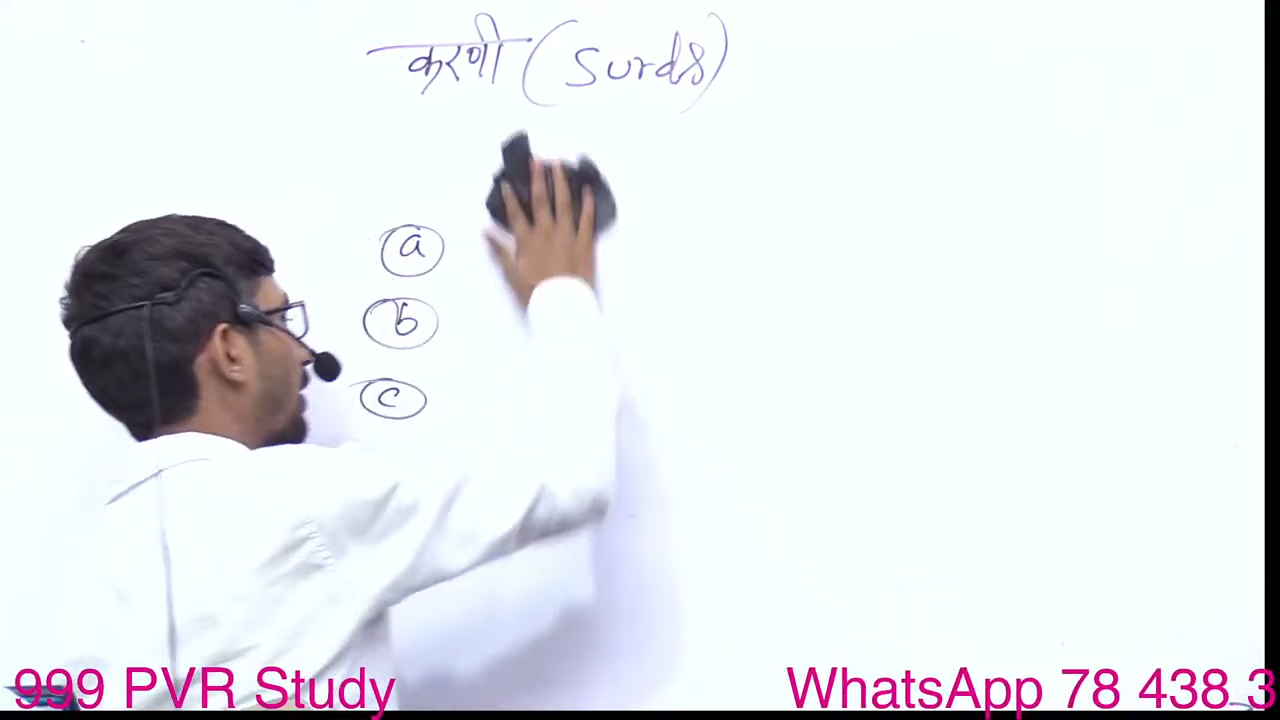 करणी (Surds)
a
b
c
999 PVR Study
WhatsApp 78 438 3